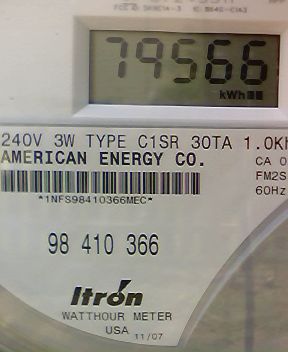 79566
kWh
240V 3W TYPE C1SR 30TA 1.0Kh
AMERICAN ENERGY CO.
CA 0
FM2S
60Hz
*1NFS98410366MEC*
98 410 366
Itron
WATTHOUR METER
USA 11/07